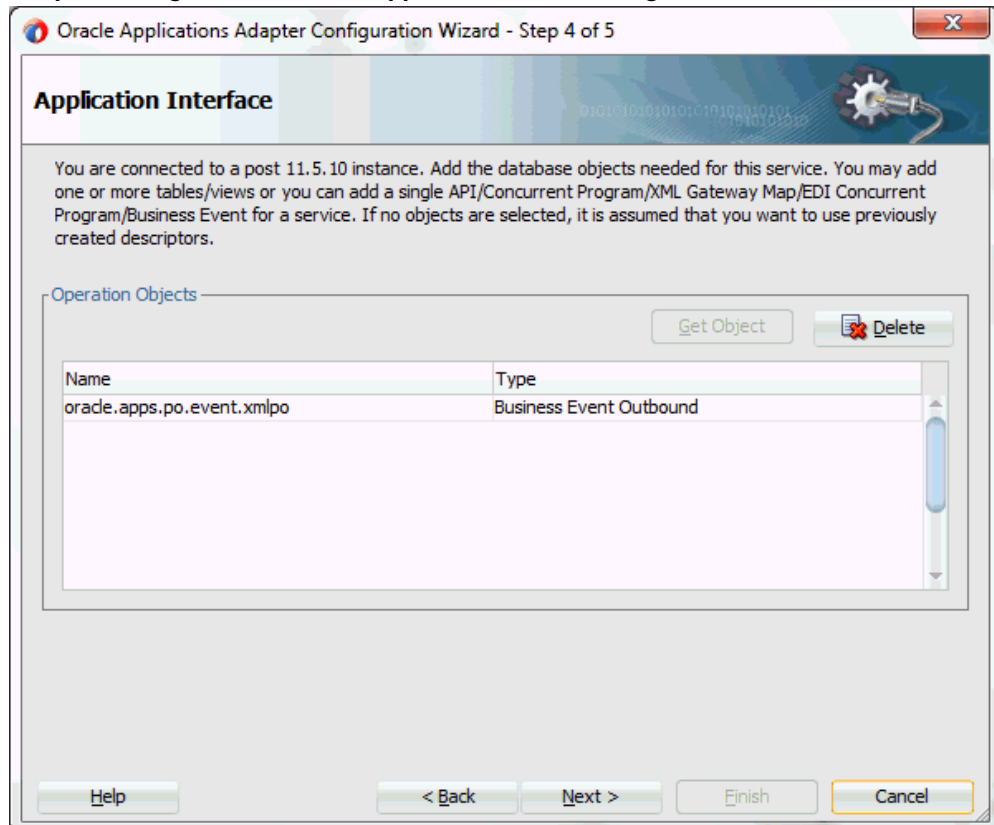 Oracle Applications Adapter Configuration Wizard - Step 4 of 5
Application Interface
You are connected to a post 11.5.10 instance. Add the database objects needed for this service. You may add
one or more tables/views or you can add a single API/Concurrent Program/XML Gateway Map/EDI Concurrent
Program/Business Event for a service. If no objects are selected, it is assumed that you want to use previously
created descriptors.
Operation Objects
Get Object
Delete
Name Type
oracle.apps.po.event.xmlpo Business Event Outbound
Help
< Back
Next >
Finish
Cancel